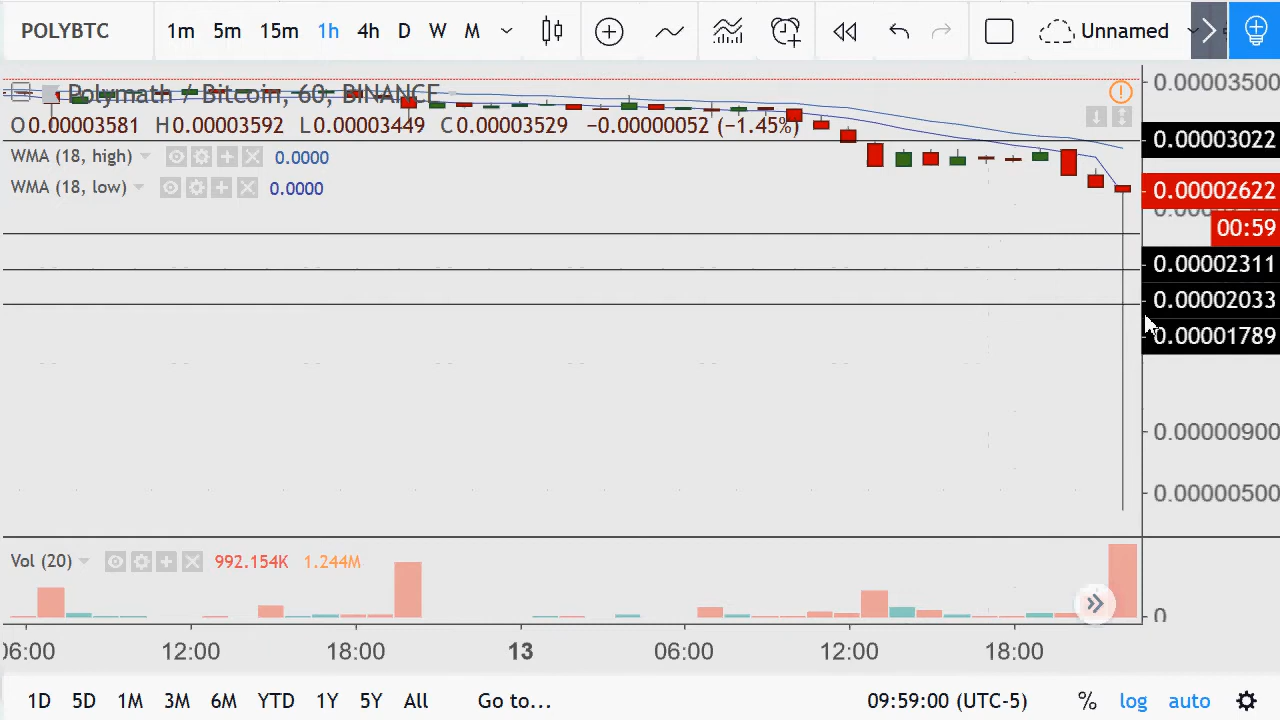 POLYBTC 1m 5m 15m 1h 4h D W M Unnamed
Polymath / Bitcoin, 60, BINANCE
O0.00003581 H0.00003592 L0.00003449 C0.00003529 −0.00000052 (−1.45%)
WMA (18, high) 0.0000
WMA (18, low) 0.0000
0.00003500
0.00003022
0.00002622
00:59
0.00002311
0.00002033
0.00001789
0.00000900
0.00000500
Vol (20) 992.154K 1.244M
0
06:00 12:00 18:00 13 06:00 12:00 18:00
1D 5D 1M 3M 6M YTD 1Y 5Y All Go to... 09:59:00 (UTC-5) % log auto